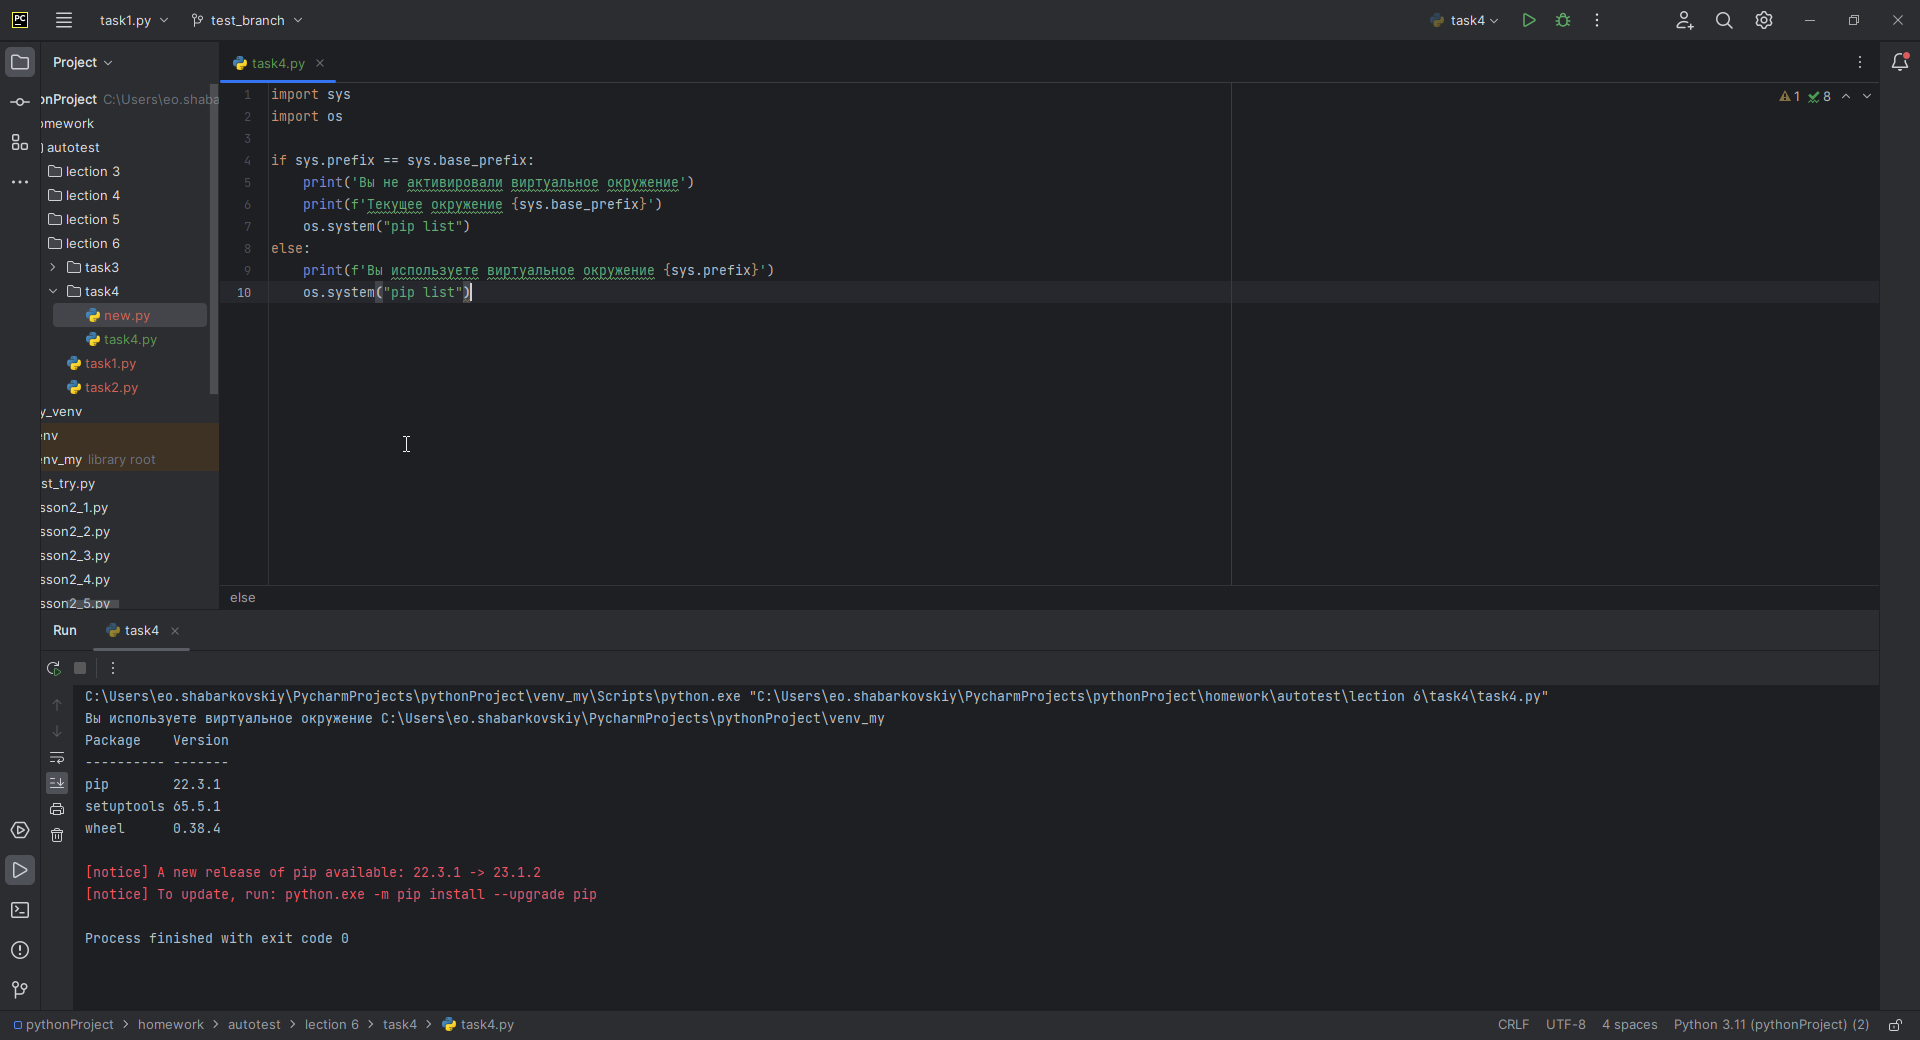 PC task1.py test_branch task4
Project
onProject C:\Users\eo.shaba
omework
autotest
lection 3
lection 4
lection 5
lection 6
task3
task4
new.py
task4.py
task1.py
task2.py
y_venv
env
env_my library root
st_try.py
sson2_1.py
sson2_2.py
sson2_3.py
sson2_4.py
sson2_5.py
task4.py
1 8
1 import sys
2 import os
3
4 if sys.prefix == sys.base_prefix:
5 print('Вы не активировали виртуальное окружение')
6 print(f'Текущее окружение {sys.base_prefix}')
7 os.system("pip list")
8 else:
9 print(f'Вы используете виртуальное окружение {sys.prefix}')
10 os.system("pip list")
else
Run task4
C:\Users\eo.shabarkovskiy\PycharmProjects\pythonProject\venv_my\Scripts\python.exe "C:\Users\eo.shabarkovskiy\PycharmProjects\pythonProject\homework\autotest\lection 6\task4\task4.py"
Вы используете виртуальное окружение C:\Users\eo.shabarkovskiy\PycharmProjects\pythonProject\venv_my
Package Version
---------- -------
pip 22.3.1
setuptools 65.5.1
wheel 0.38.4
[notice] A new release of pip available: 22.3.1 -> 23.1.2
[notice] To update, run: python.exe -m pip install --upgrade pip
Process finished with exit code 0
pythonProject > homework > autotest > lection 6 > task4 > task4.py
CRLF UTF-8 4 spaces Python 3.11 (pythonProject) (2)